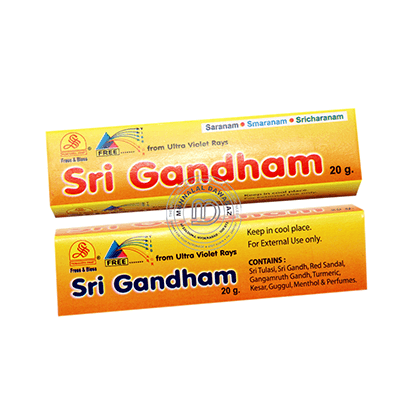 Saranam • Smaranam • Sricharanam
FREE........ from Ultra Violet Rays
Sri Gandham 20 g.
Keep in cool place.
FREE........ from Ultra Violet Rays
Sri Gandham 20 g.
Keep in cool place.
For External Use only.
CONTAINS :
Sri Tulasi, Sri Gandh, Red Sandal,
Gangamruth Gandh, Turmeric,
Kesar, Guggul, Menthol & Perfumes.